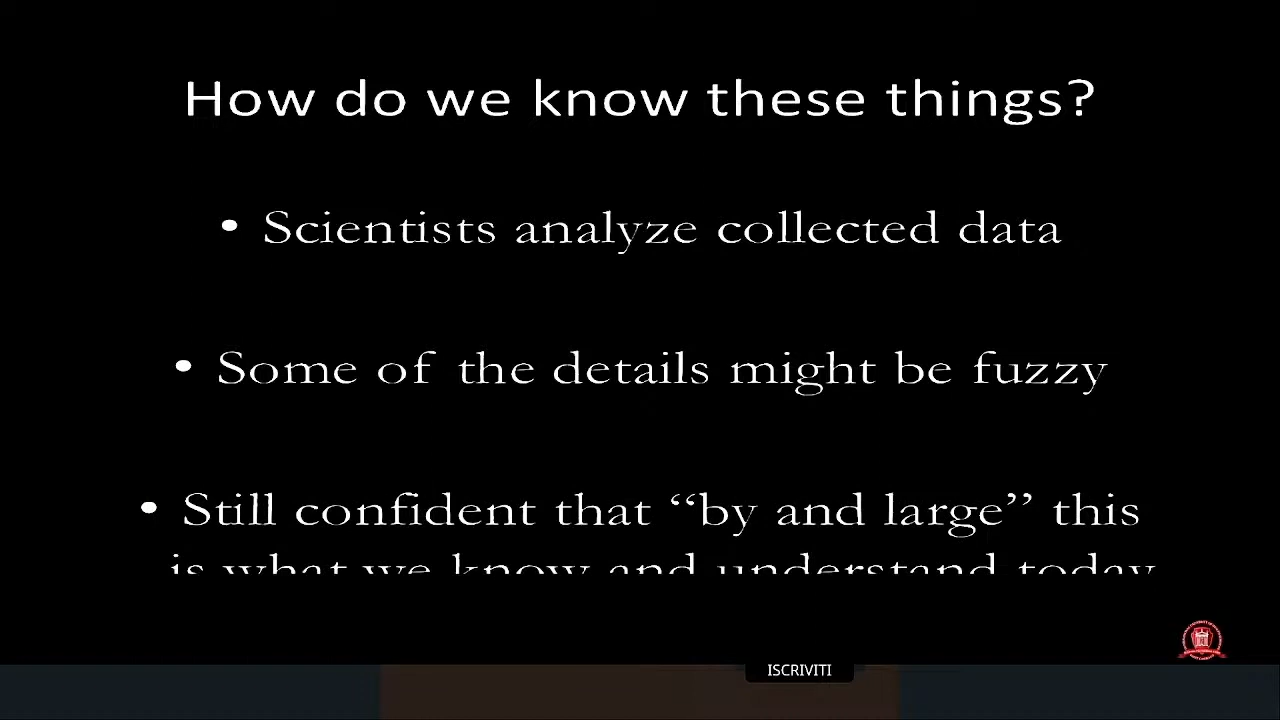 How do we know these things?
• Scientists analyze collected data
• Some of the details might be fuzzy
• Still confident that “by and large” this
is what we know and understand today
ISCRIVITI